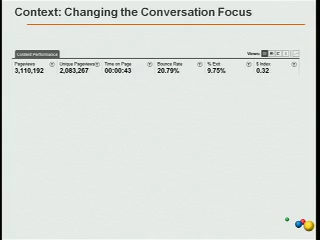 Context: Changing the Conversation Focus
Content Performance Views:
Pageviews Unique Pageviews Time on Page Bounce Rate % Exit $ Index
3,110,192 2,083,267 00:00:43 20.79% 9.75% 0.32